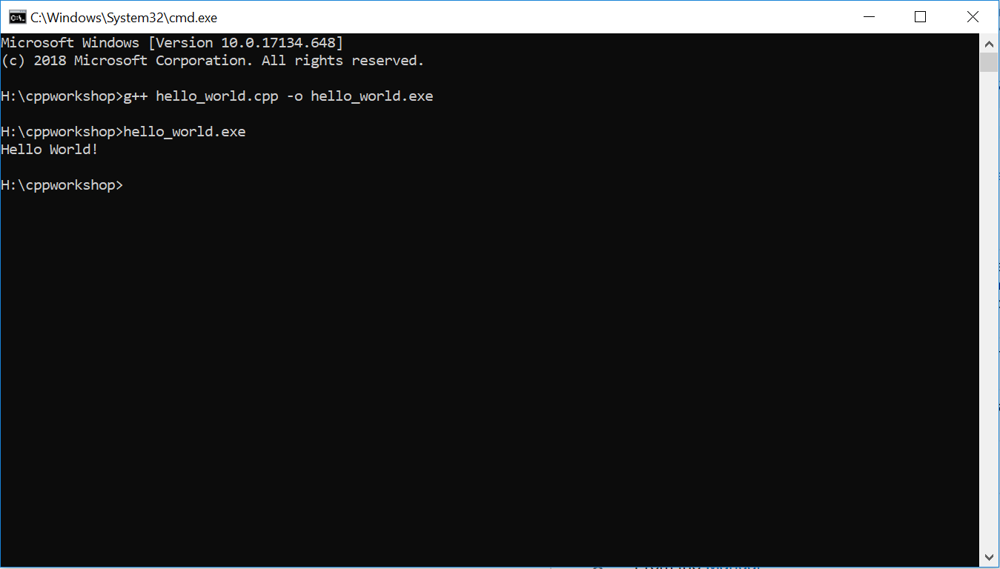 C:\Windows\System32\cmd.exe
Microsoft Windows [Version 10.0.17134.648]
(c) 2018 Microsoft Corporation. All rights reserved.
H:\cppworkshop>g++ hello_world.cpp -o hello_world.exe
H:\cppworkshop>hello_world.exe
Hello World!
H:\cppworkshop>